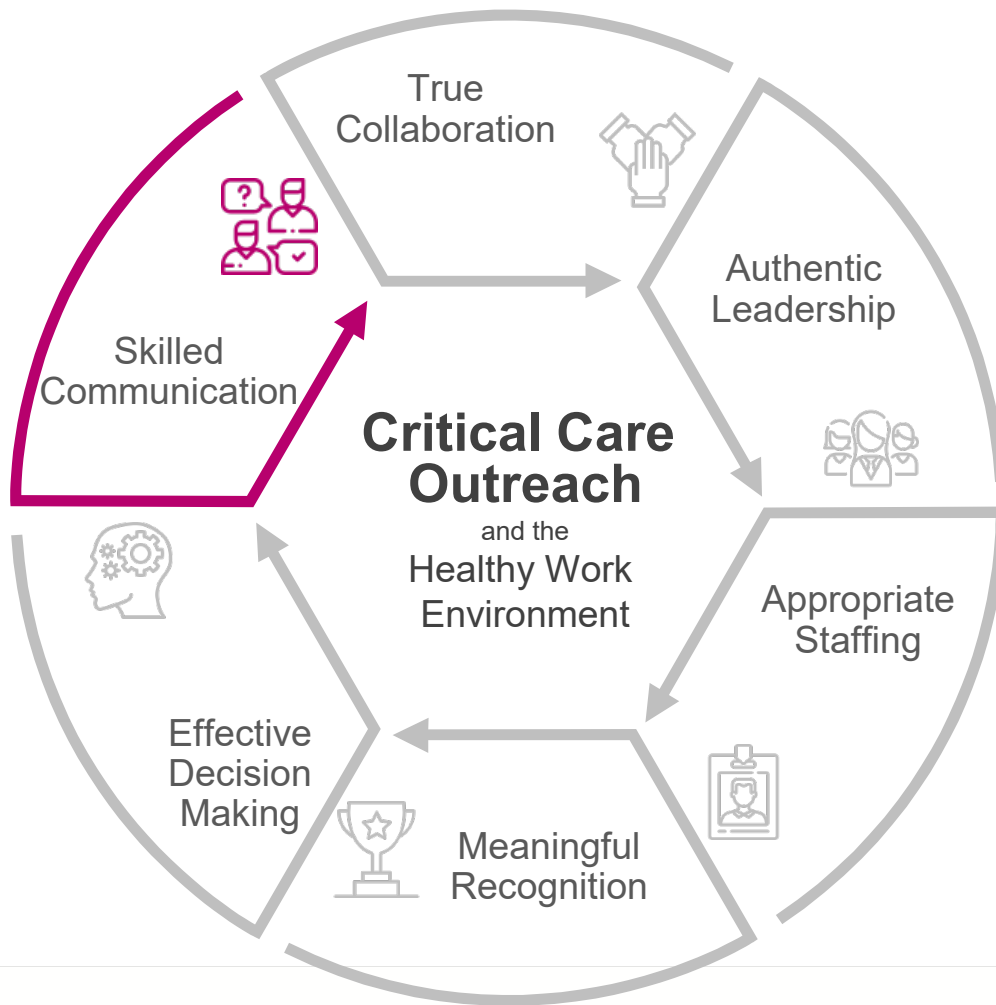 True
Collaboration
Authentic
Leadership
Skilled
Communication
Critical Care
Outreach
and the
Healthy Work
Environment
Appropriate
Staffing
Effective
Decision
Making
Meaningful
Recognition